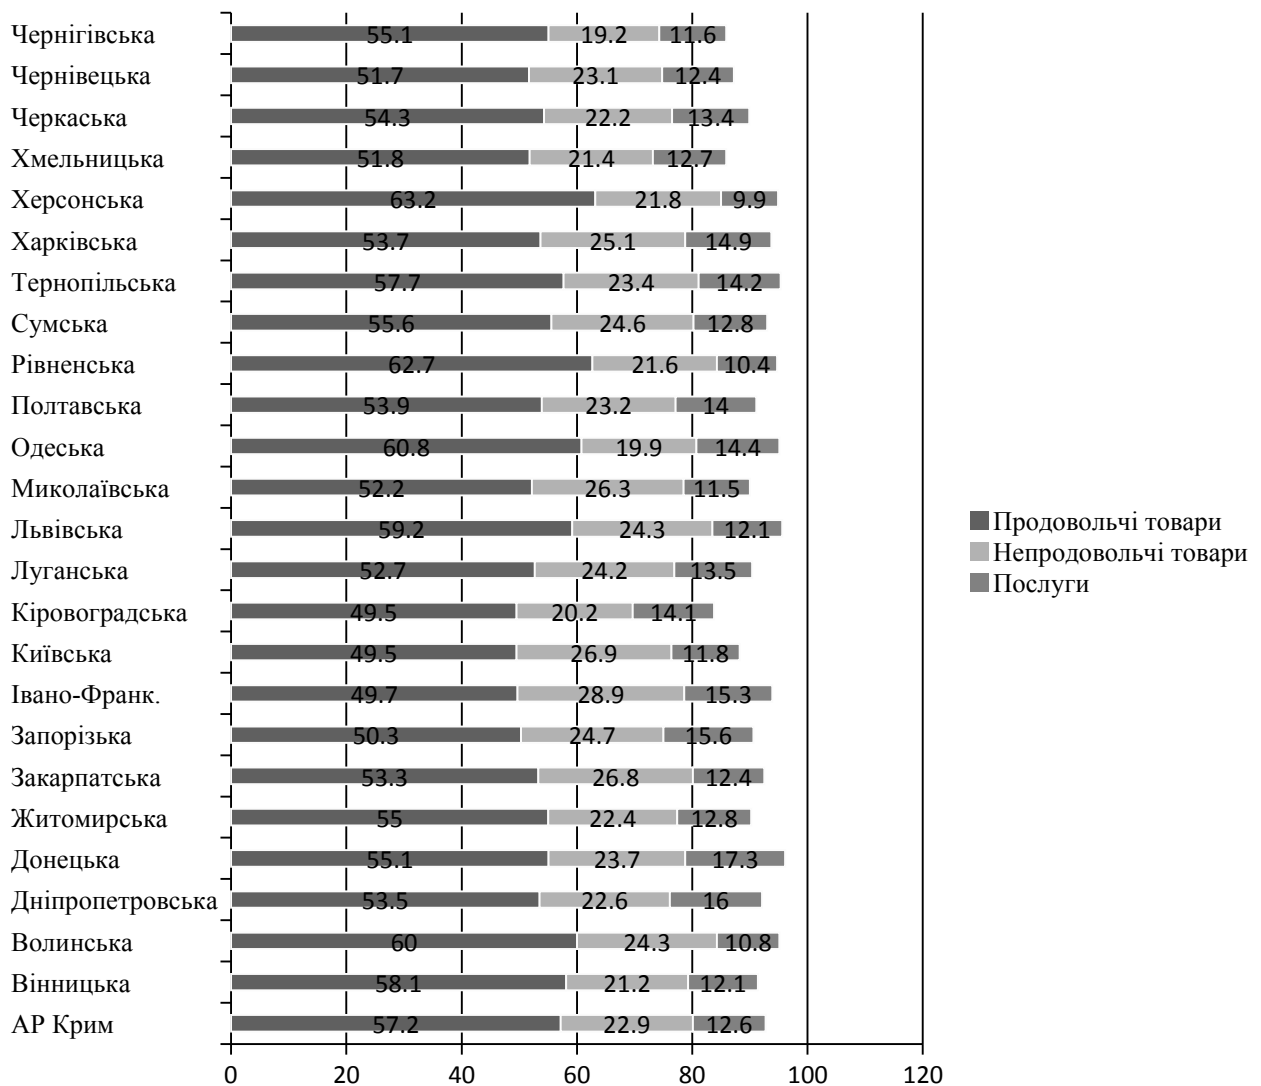 Чернігівська 55.1 19.2 11.6
Чернівецька 51.7 23.1 12.4
Черкаська 54.3 22.2 13.4
Хмельницька 51.8 21.4 12.7
Херсонська 63.2 21.8 9.9
Харківська 53.7 25.1 14.9
Тернопільська 57.7 23.4 14.2
Сумська 55.6 24.6 12.8
Рівненська 62.7 21.6 10.4
Полтавська 53.9 23.2 14
Одеська 60.8 19.9 14.4
Миколаївська 52.2 26.3 11.5
Львівська 59.2 24.3 12.1
Луганська 52.7 24.2 13.5
Кіровоградська 49.5 20.2 14.1
Київська 49.5 26.9 11.8
Івано-Франк. 49.7 28.9 15.3
Запорізька 50.3 24.7 15.6
Закарпатська 53.3 26.8 12.4
Житомирська 55 22.4 12.8
Донецька 55.1 23.7 17.3
Дніпропетровська 53.5 22.6 16
Волинська 60 24.3 10.8
Вінницька 58.1 21.2 12.1
АР Крим 57.2 22.9 12.6
0 20 40 60 80 100 120
Продовольчі товари
Непродовольчі товари
Послуги